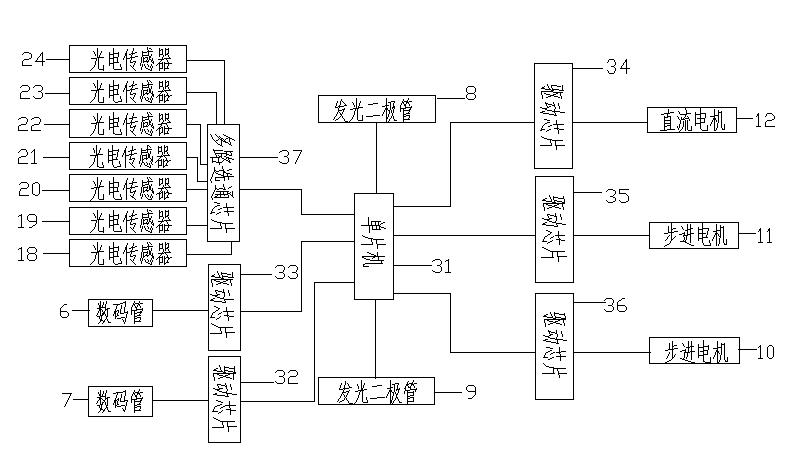 24 光电传感器
23 光电传感器
22 光电传感器
21 光电传感器
20 光电传感器
19 光电传感器
18 光电传感器
多路选通芯片 37
6 数码管
驱动芯片 33
7 数码管
驱动芯片 32
发光二极管 8
单片机 31
发光二极管 9
驱动芯片 34
直流电机 12
驱动芯片 35
步进电机 11
驱动芯片 36
步进电机 10